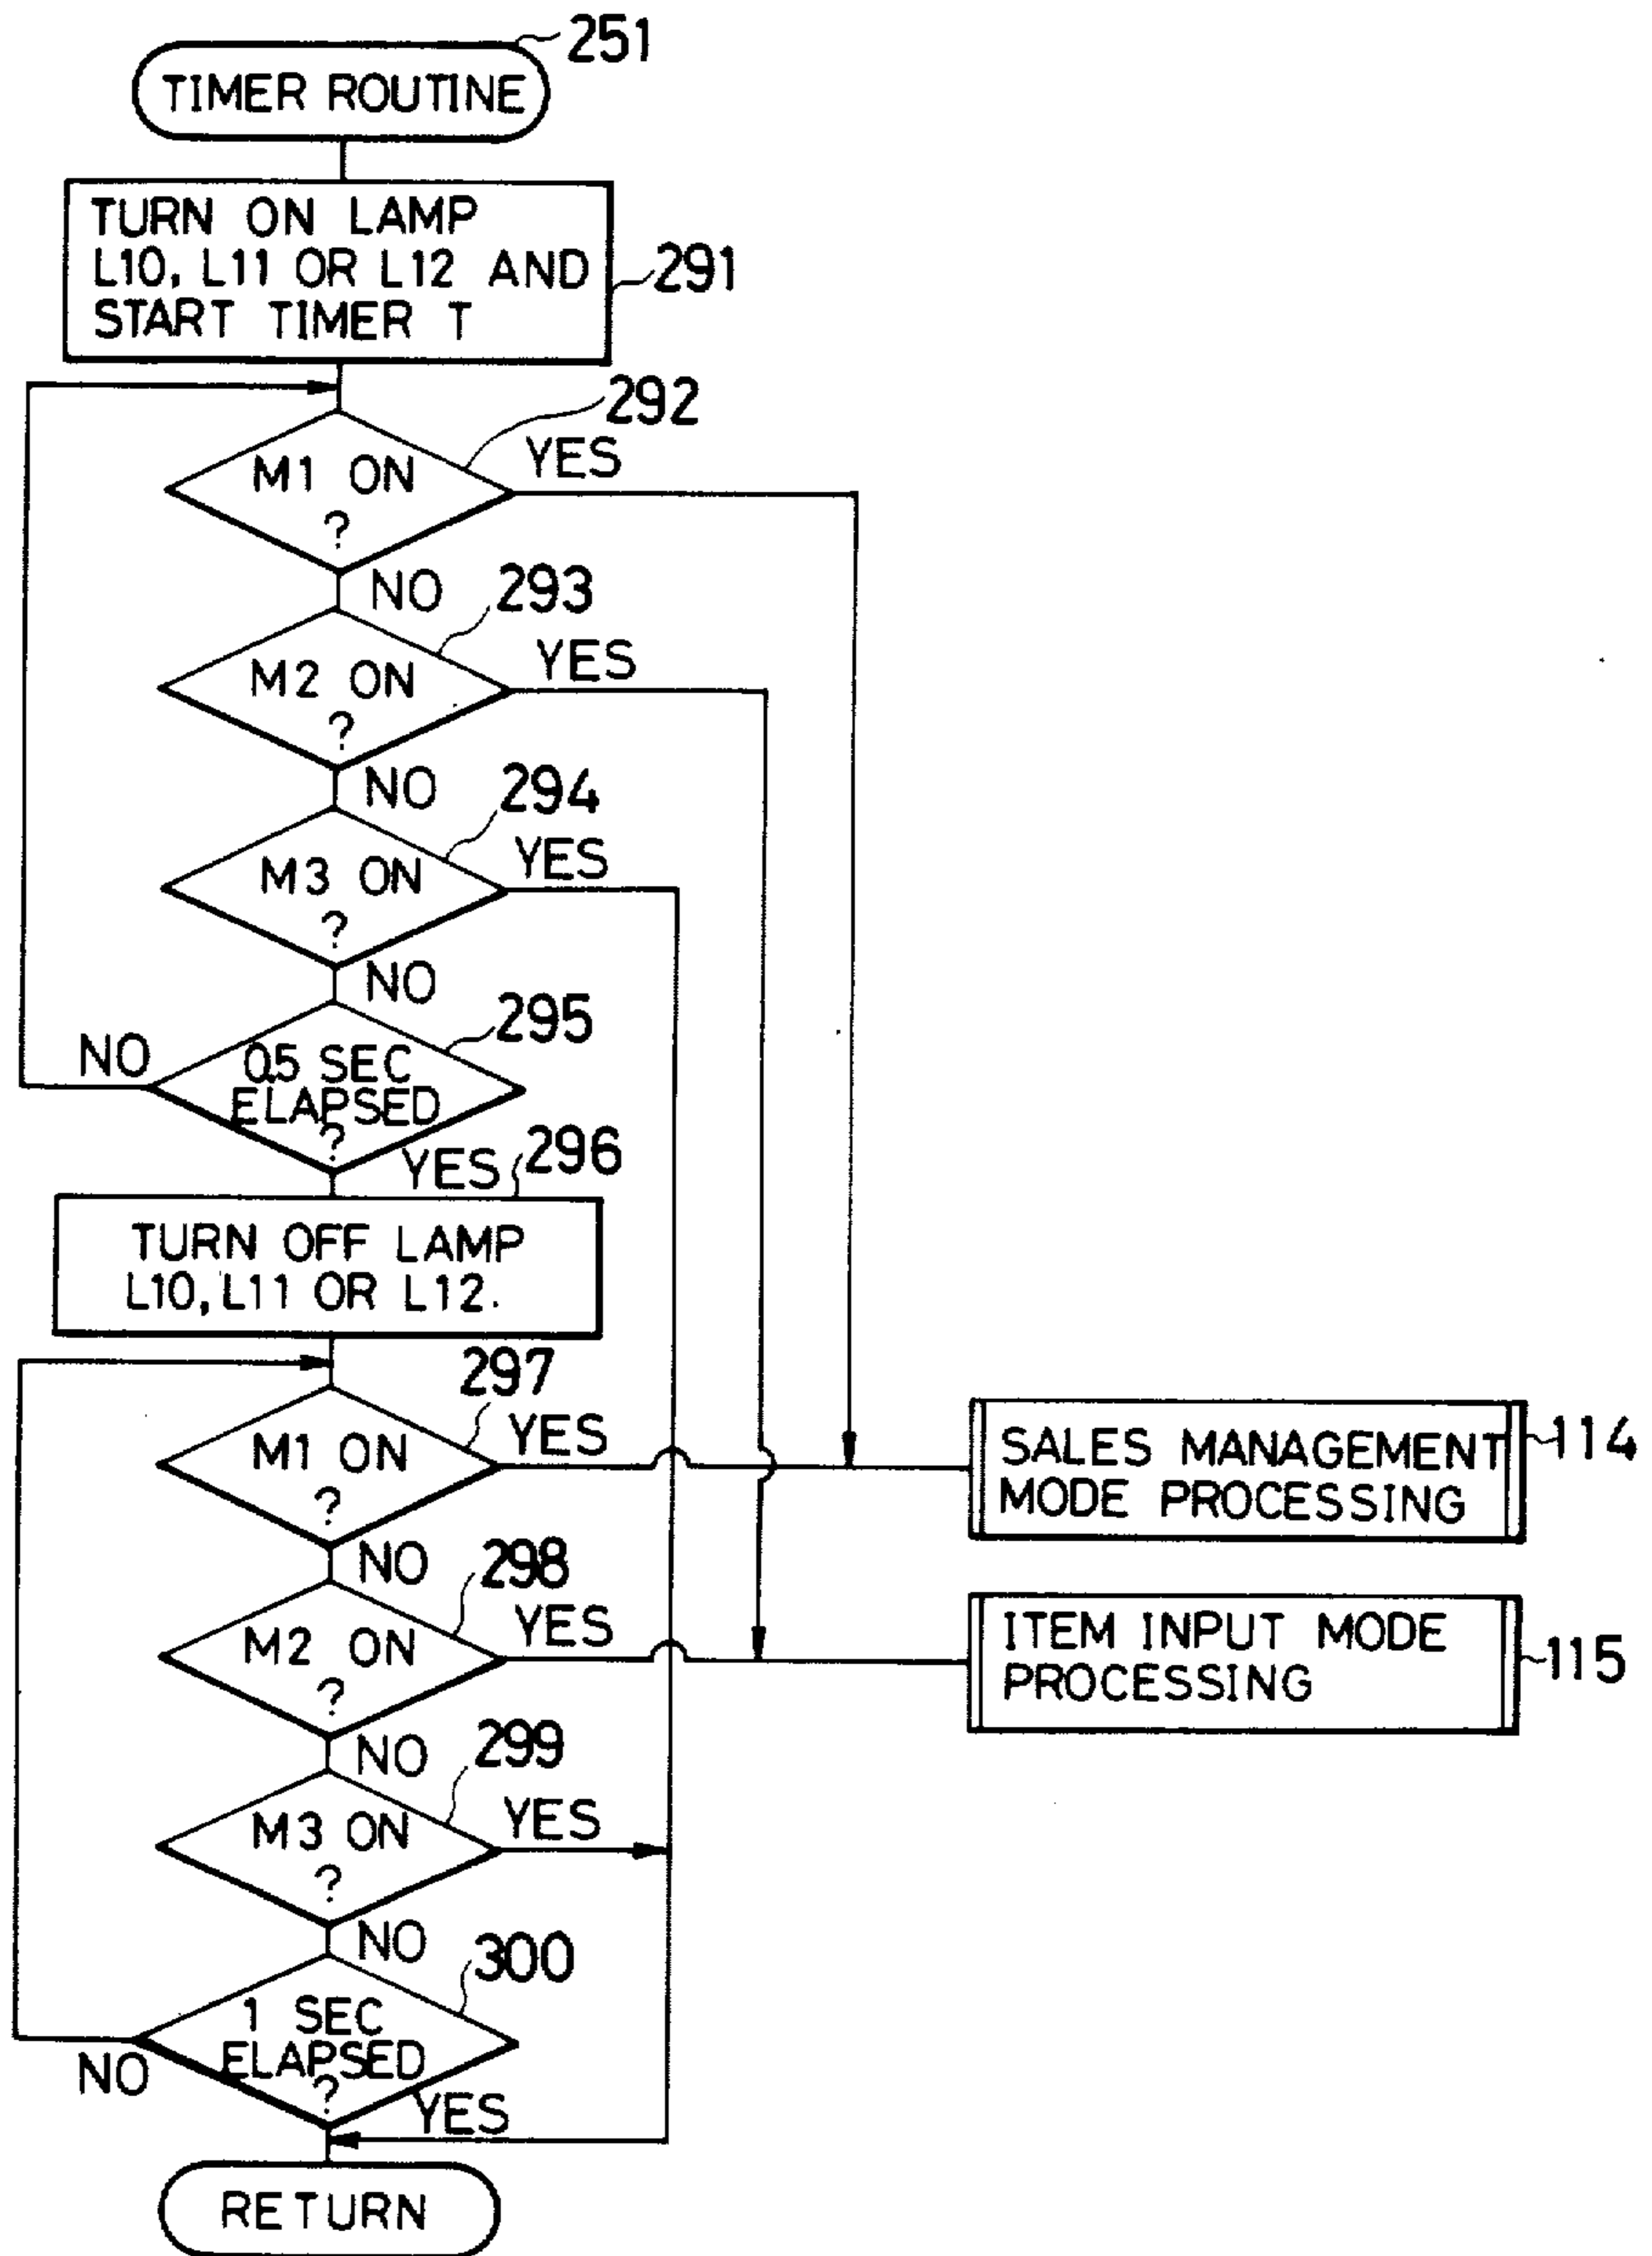 251
TIMER ROUTINE
TURN ON LAMP
L10, L11 OR L12 AND
START TIMER T
291
292
M1 ON
?
YES
NO
293
M2 ON
?
YES
NO
294
M3 ON
?
YES
NO
295
0.5 SEC
ELAPSED
?
NO
YES
296
TURN OFF LAMP
L10, L11 OR L12.
297
M1 ON
?
YES
NO
SALES MANAGEMENT
MODE PROCESSING
114
298
M2 ON
?
YES
NO
ITEM INPUT MODE
PROCESSING
115
299
M3 ON
?
YES
NO
300
1 SEC
ELAPSED
?
NO
YES
RETURN